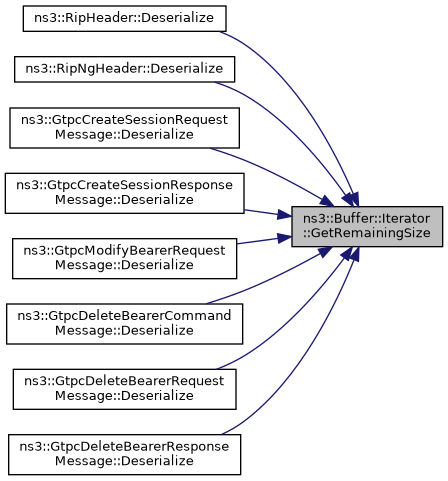 ns3::RipHeader::Deserialize
ns3::RipNgHeader::Deserialize
ns3::GtpcCreateSessionRequest
Message::Deserialize
ns3::GtpcCreateSessionResponse
Message::Deserialize
ns3::Buffer::Iterator
::GetRemainingSize
ns3::GtpcModifyBearerRequest
Message::Deserialize
ns3::GtpcDeleteBearerCommand
Message::Deserialize
ns3::GtpcDeleteBearerRequest
Message::Deserialize
ns3::GtpcDeleteBearerResponse
Message::Deserialize